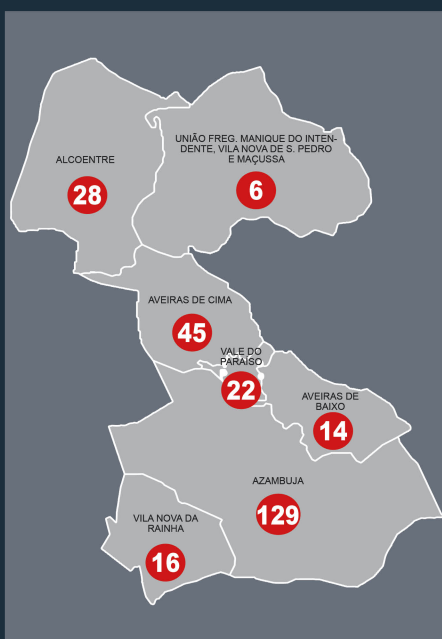 ALCOENTRE
28
UNIÃO FREG. MANIQUE DO INTEN-
DENTE, VILA NOVA DE S. PEDRO
E MAÇUSSA
6
AVEIRAS DE CIMA
45
VALE DO
PARAÍSO
22
AVEIRAS DE
BAIXO
14
AZAMBUJA
129
VILA NOVA DA
RAINHA
16